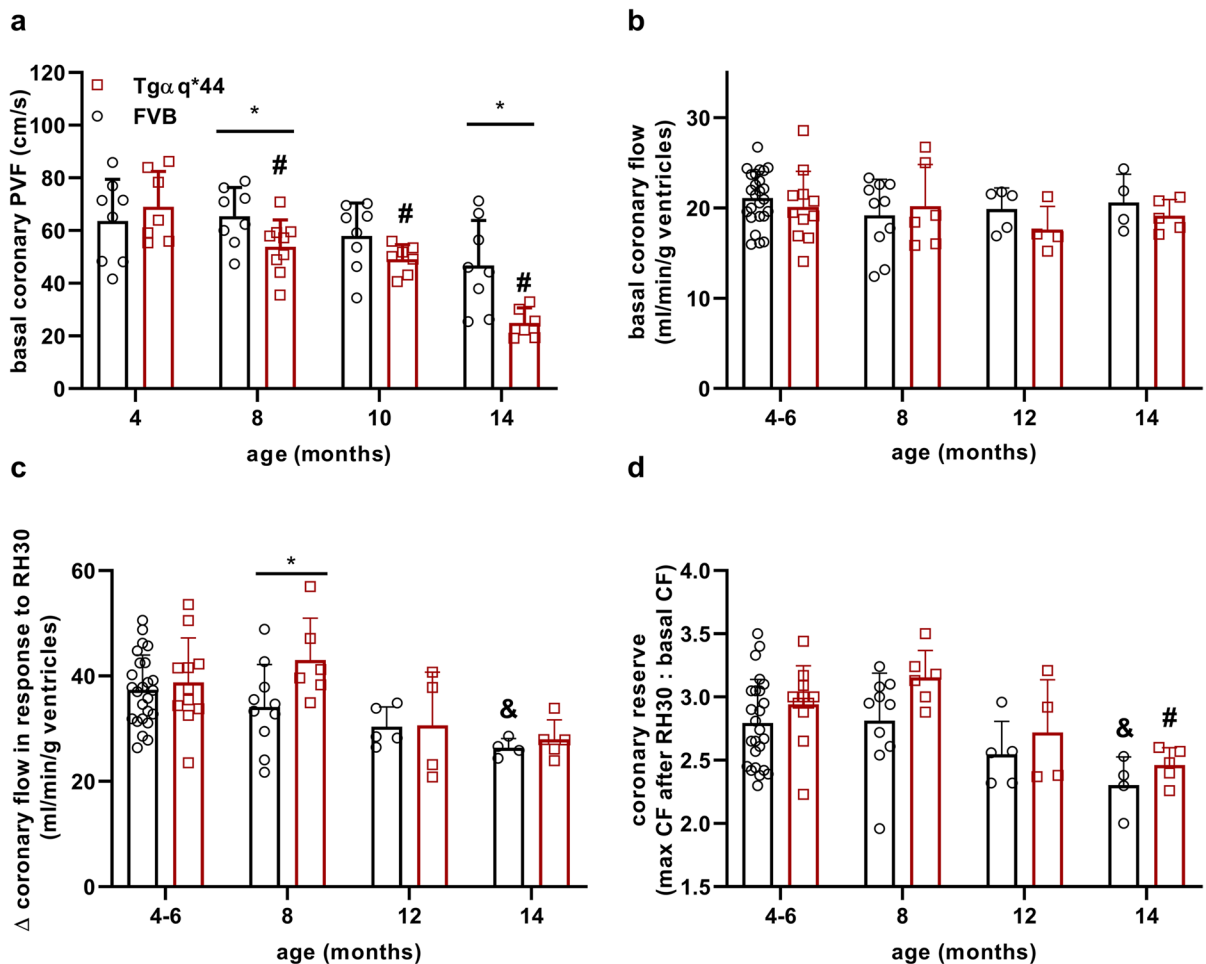 a
basal coronary PVF (cm/s)
120
100
80
60
40
20
0
Tgα q*44
FVB
*
#
#
*
#
4
8
10
14
age (months)
b
basal coronary flow
(ml/min/g ventricles)
30
20
10
0
4-6
8
12
14
age (months)
c
Δ coronary flow in response to RH30
(ml/min/g ventricles)
60
40
20
0
*
&
4-6
8
12
14
age (months)
d
coronary reserve
(max CF after RH30 : basal CF)
4.0
3.5
3.0
2.5
2.0
1.5
&
#
4-6
8
12
14
age (months)